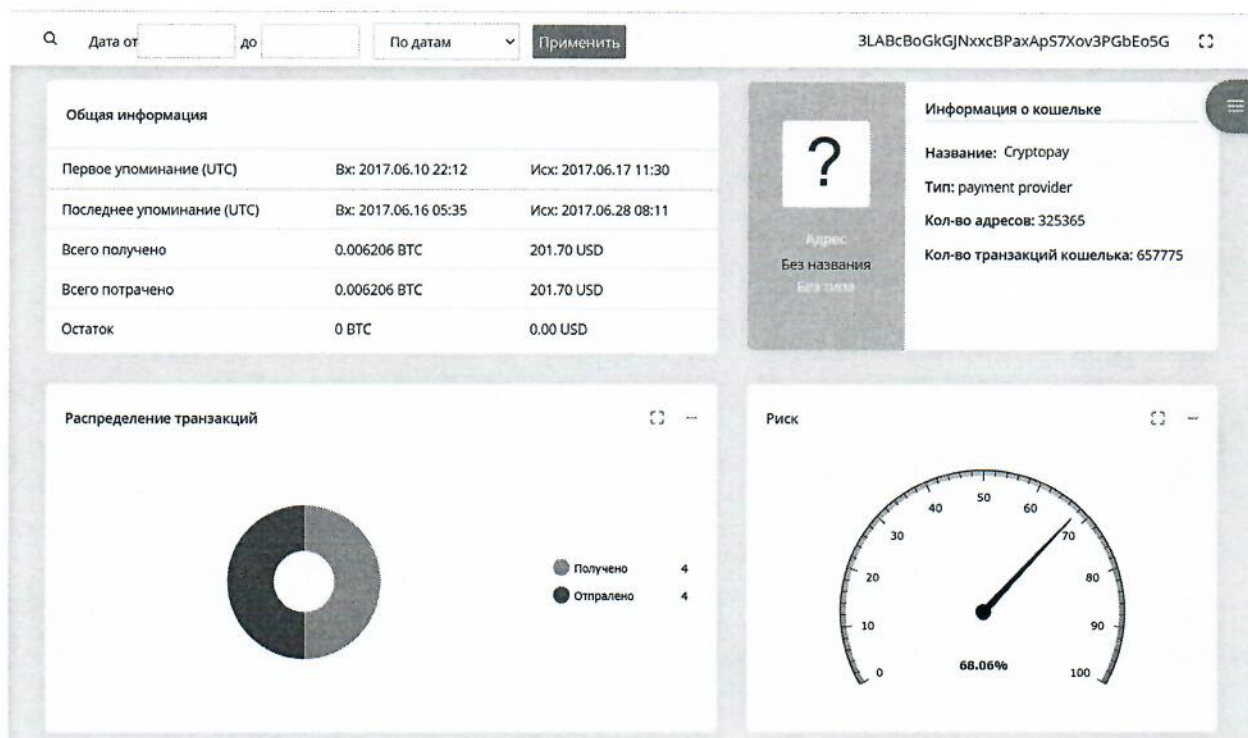 Дата от до По датам Применить 3LABcBoGkGJNxxcBPaxApS7Xov3PGbEo5G
Общая информация
Первое упоминание (UTC) Вх: 2017.06.10 22:12 Исх: 2017.06.17 11:30
Последнее упоминание (UTC) Вх: 2017.06.16 05:35 Исх: 2017.06.28 08:11
Всего получено 0.006206 BTC 201.70 USD
Всего потрачено 0.006206 BTC 201.70 USD
Остаток 0 BTC 0.00 USD
?
Адрес
Без названия
Без типа
Информация о кошельке
Название: Cryptopay
Тип: payment provider
Кол-во адресов: 325365
Кол-во транзакций кошелька: 657775
Распределение транзакций
Получено 4
Отпралено 4
Риск
0 10 20 30 40 50 60 70 80 90 100
68.06%